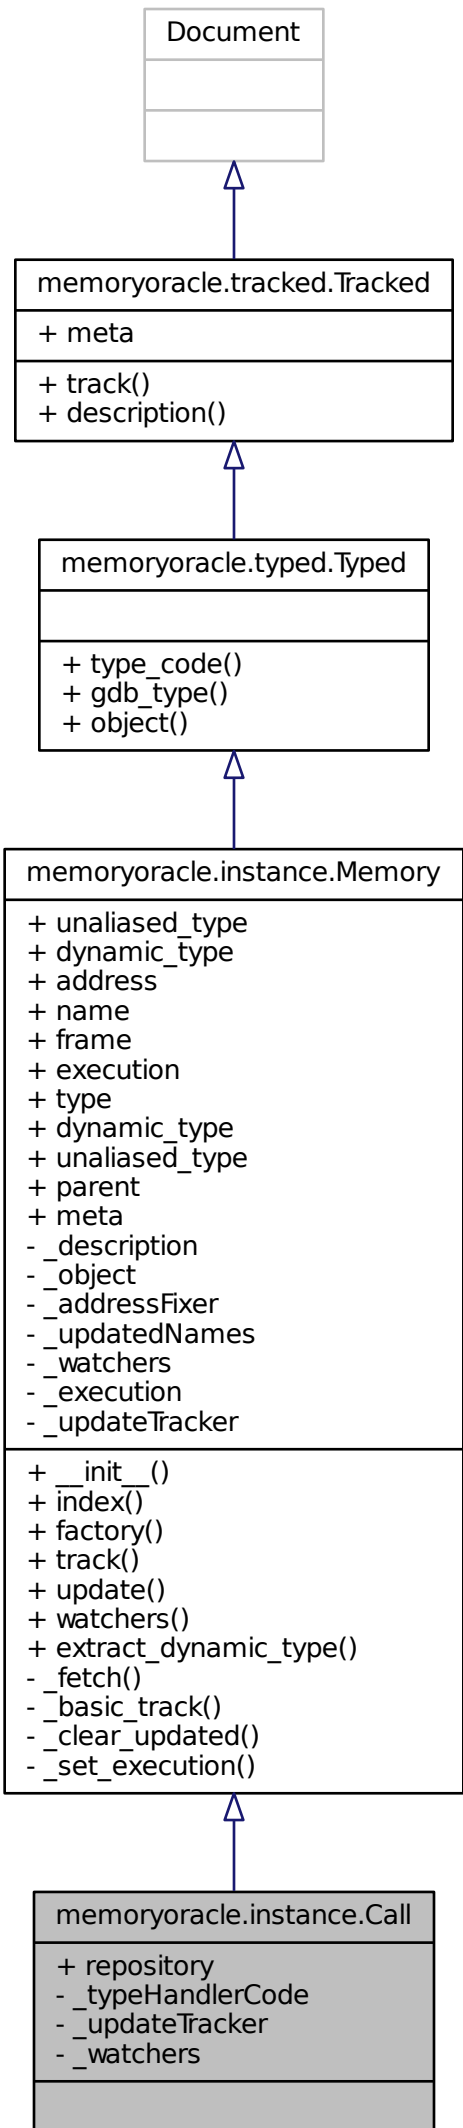 Document
memoryoracle.tracked.Tracked
+ meta
+ track()
+ description()
memoryoracle.typed.Typed
+ type_code()
+ gdb_type()
+ object()
memoryoracle.instance.Memory
+ unaliased_type
+ dynamic_type
+ address
+ name
+ frame
+ execution
+ type
+ dynamic_type
+ unaliased_type
+ parent
+ meta
- _description
- _object
- _addressFixer
- _updatedNames
- _watchers
- _execution
- _updateTracker
+ __init__()
+ index()
+ factory()
+ track()
+ update()
+ watchers()
+ extract_dynamic_type()
- _fetch()
- _basic_track()
- _clear_updated()
- _set_execution()
memoryoracle.instance.Call
+ repository
- _typeHandlerCode
- _updateTracker
- _watchers